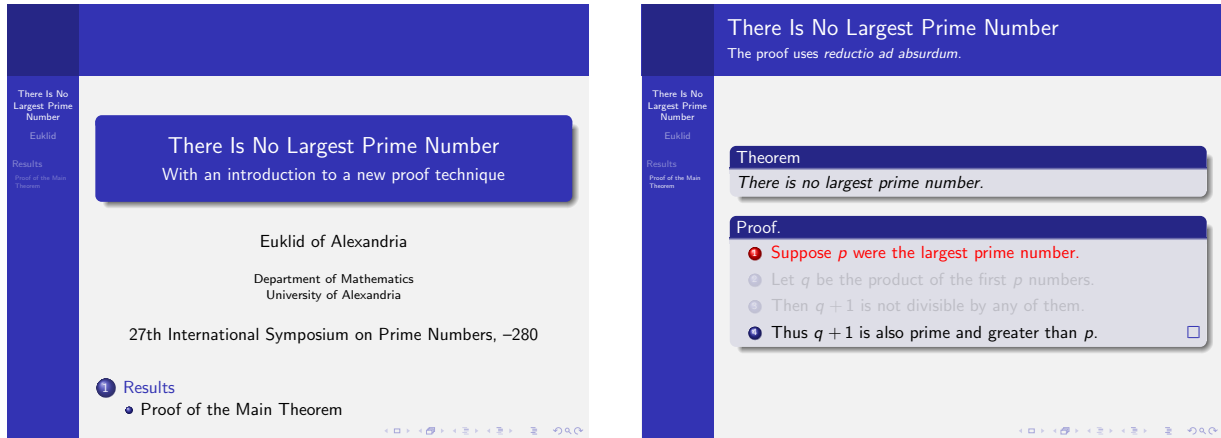 There Is No
Largest Prime
Number
Euklid
Results
Proof of the Main
Theorem
There Is No Largest Prime Number
With an introduction to a new proof technique
Euklid of Alexandria
Department of Mathematics
University of Alexandria
27th International Symposium on Prime Numbers, –280
1 Results
Proof of the Main Theorem
There Is No Largest Prime Number
The proof uses reductio ad absurdum.
There Is No
Largest Prime
Number
Euklid
Results
Proof of the Main
Theorem
Theorem
There is no largest prime number.
Proof.
1 Suppose p were the largest prime number.
2 Let q be the product of the first p numbers.
3 Then q + 1 is not divisible by any of them.
4 Thus q + 1 is also prime and greater than p. □